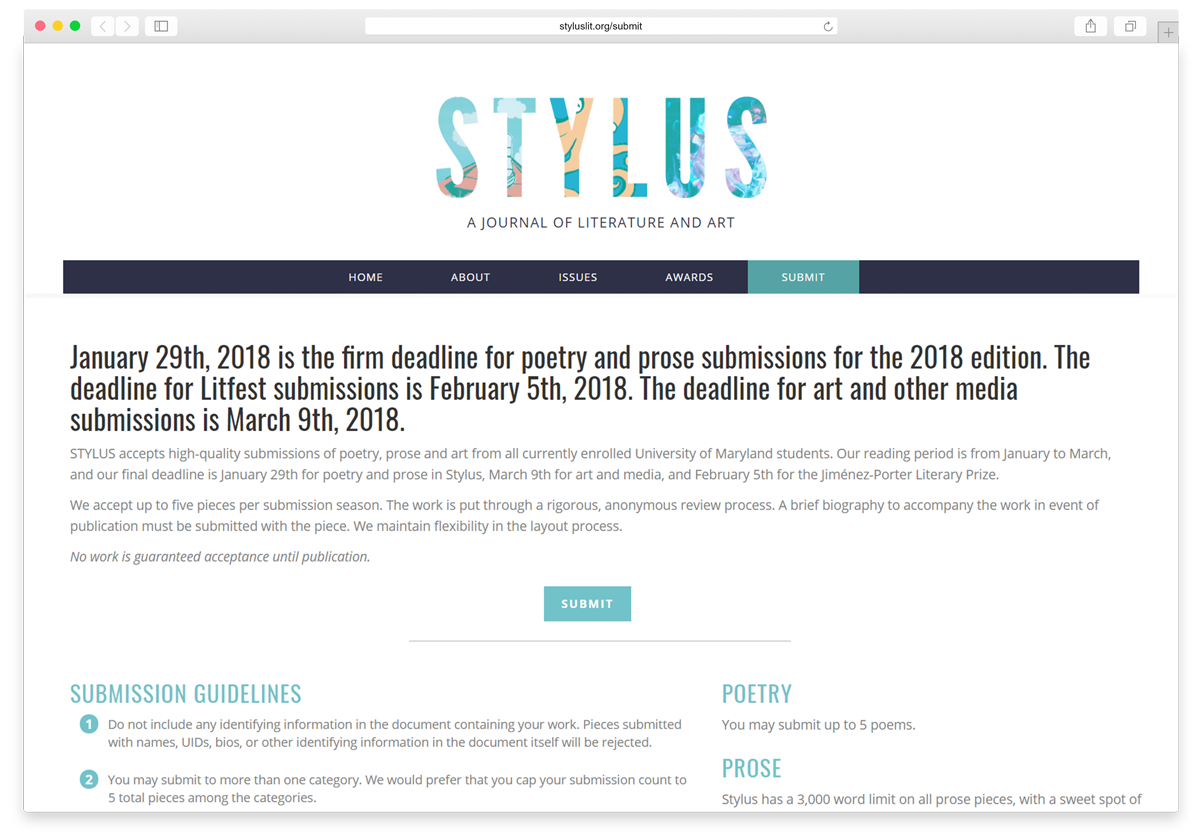 styluslit.org/submit
STYLUS
A JOURNAL OF LITERATURE AND ART
HOME ABOUT ISSUES AWARDS SUBMIT
January 29th, 2018 is the firm deadline for poetry and prose submissions for the 2018 edition. The
deadline for Litfest submissions is February 5th, 2018. The deadline for art and other media
submissions is March 9th, 2018.
STYLUS accepts high-quality submissions of poetry, prose and art from all currently enrolled University of Maryland students. Our reading period is from January to March,
and our final deadline is January 29th for poetry and prose in Stylus, March 9th for art and media, and February 5th for the Jiménez-Porter Literary Prize.
We accept up to five pieces per submission season. The work is put through a rigorous, anonymous review process. A brief biography to accompany the work in event of
publication must be submitted with the piece. We maintain flexibility in the layout process.
No work is guaranteed acceptance until publication.
SUBMIT
SUBMISSION GUIDELINES
1 Do not include any identifying information in the document containing your work. Pieces submitted
with names, UIDs, bios, or other identifying information in the document itself will be rejected.
2 You may submit to more than one category. We would prefer that you cap your submission count to
5 total pieces among the categories.
POETRY
You may submit up to 5 poems.
PROSE
Stylus has a 3,000 word limit on all prose pieces, with a sweet spot of